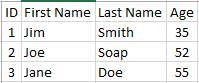 ID First Name Last Name Age
1 Jim Smith 35
2 Joe Soap 52
3 Jane Doe 55